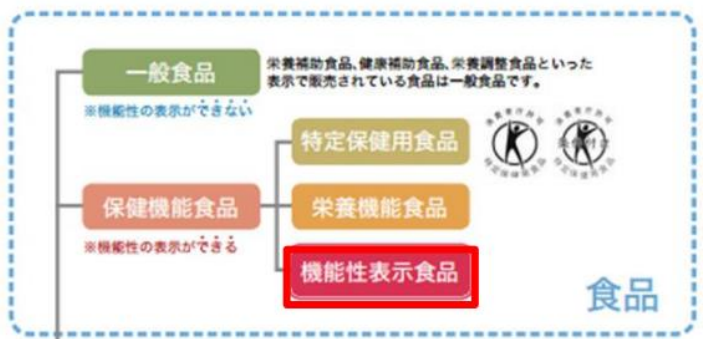 一般食品
栄養補助食品、健康補助食品、栄養調整食品といった
表示で販売されている食品は一般食品です。
※機能性の表示ができない
特定保健用食品
保健機能食品
栄養機能食品
※機能性の表示ができる
機能性表示食品
食品